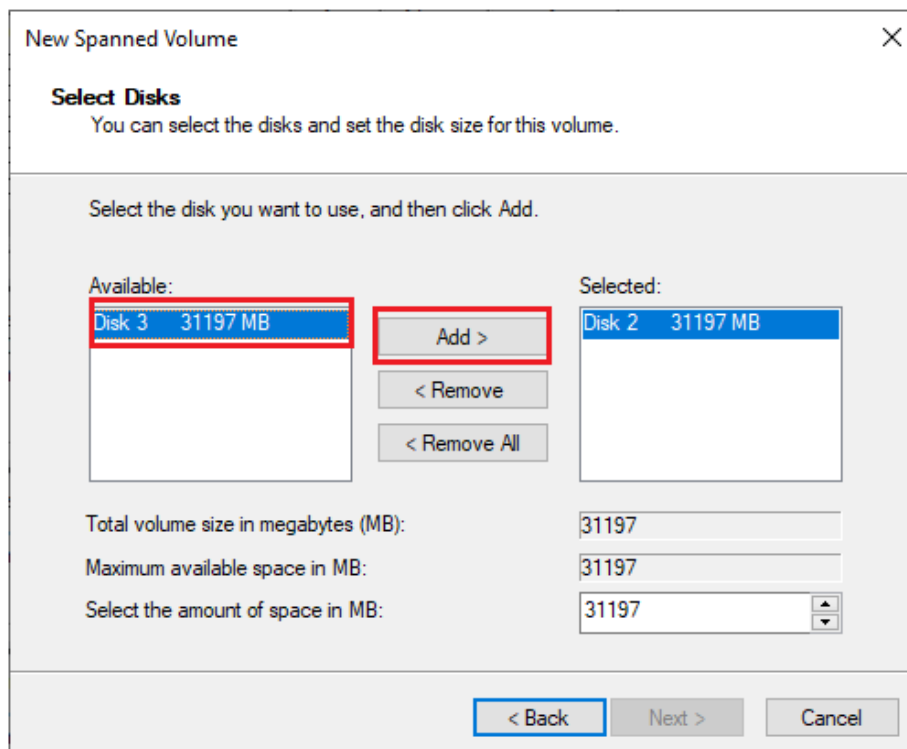 New Spanned Volume
Select Disks
You can select the disks and set the disk size for this volume.
Select the disk you want to use, and then click Add.
Available:
Selected:
Disk 3 31197 MB
Add >
Disk 2 31197 MB
< Remove
< Remove All
Total volume size in megabytes (MB):
31197
Maximum available space in MB:
31197
Select the amount of space in MB:
31197
< Back
Next >
Cancel